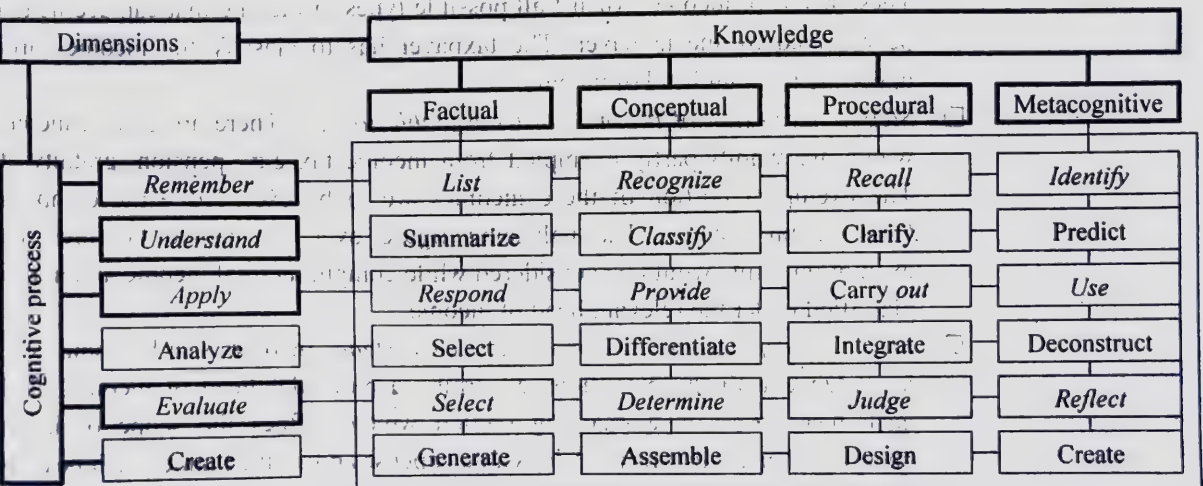 Dimensions Knowledge
Factual Conceptual Procedural Metacognitive
Cognitive process
Remember List Recognize Recall Identify
Understand Summarize Classify Clarify Predict
Apply Respond Provide Carry out Use
Analyze Select Differentiate Integrate Deconstruct
Evaluate Select Determine Judge Reflect
Create Generate Assemble Design Create